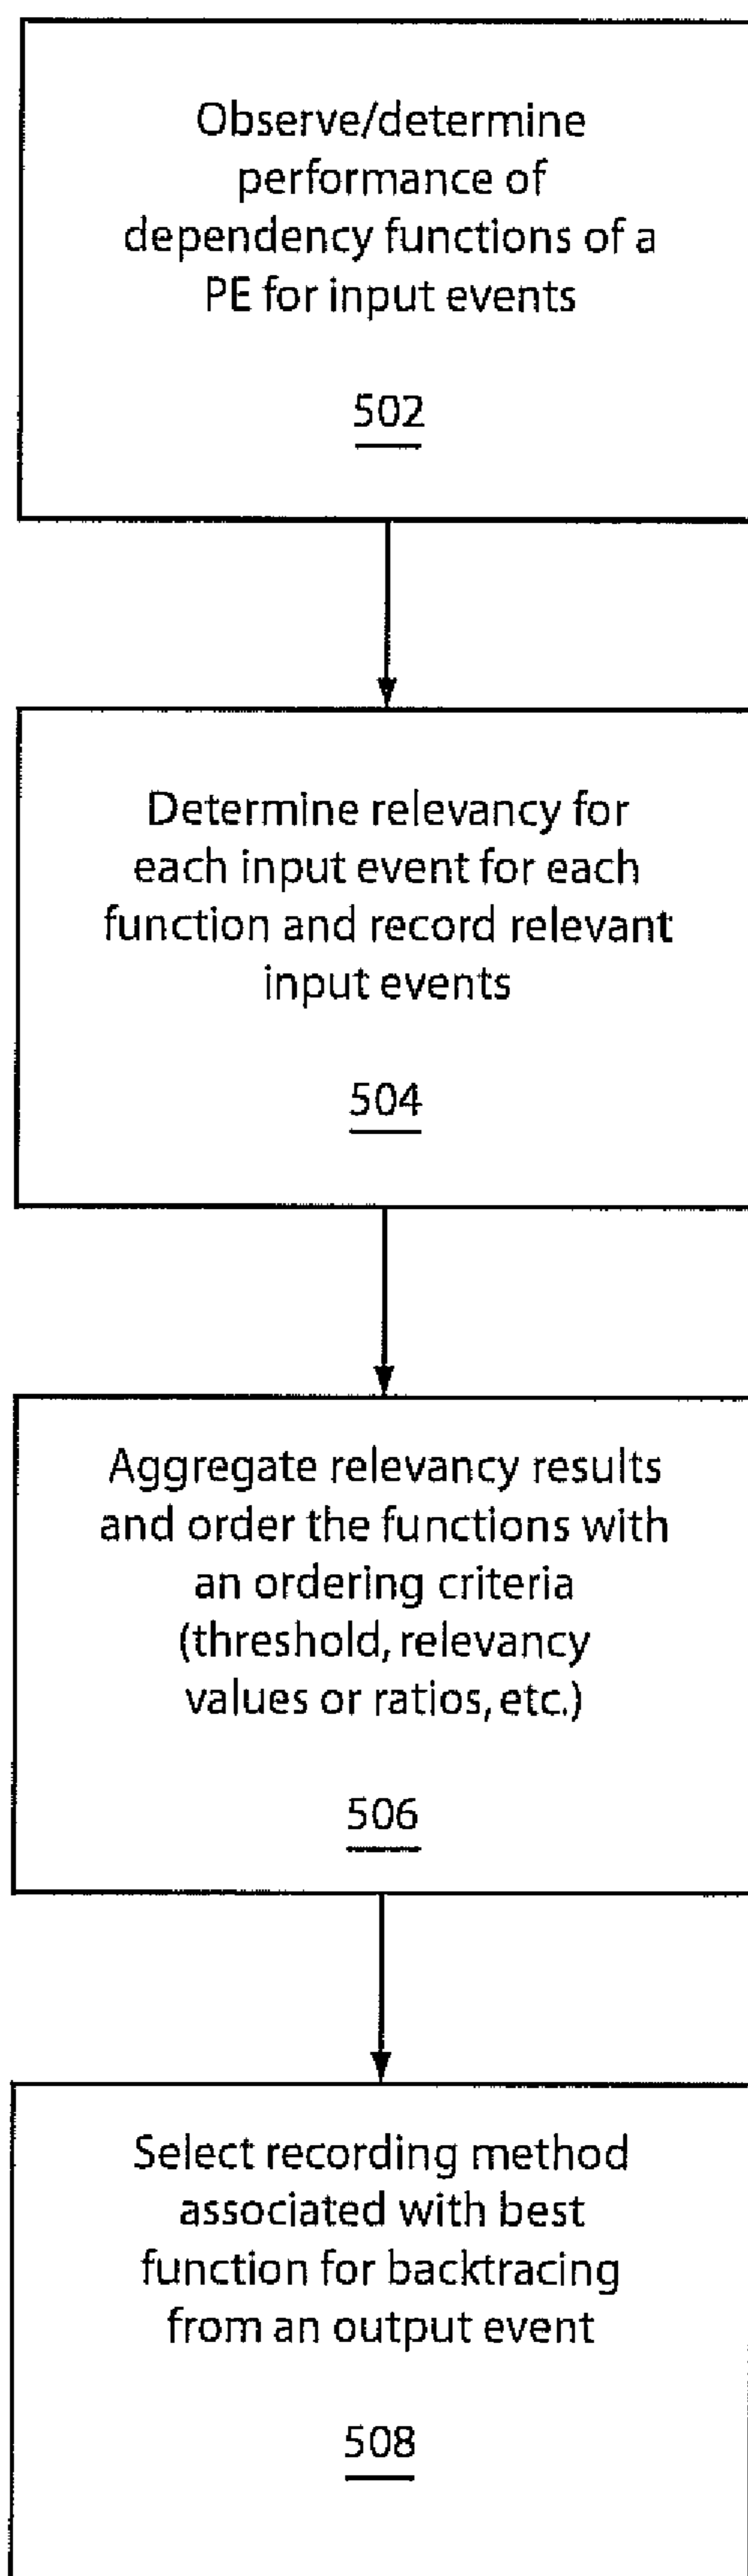 Observe/determine
performance of
dependency functions of a
PE for input events
502
Determine relevancy for
each input event for each
function and record relevant
input events
504
Aggregate relevancy results
and order the functions with
an ordering criteria
(threshold, relevancy
values or ratios, etc.)
506
Select recording method
associated with best
function for backtracing
from an output event
508